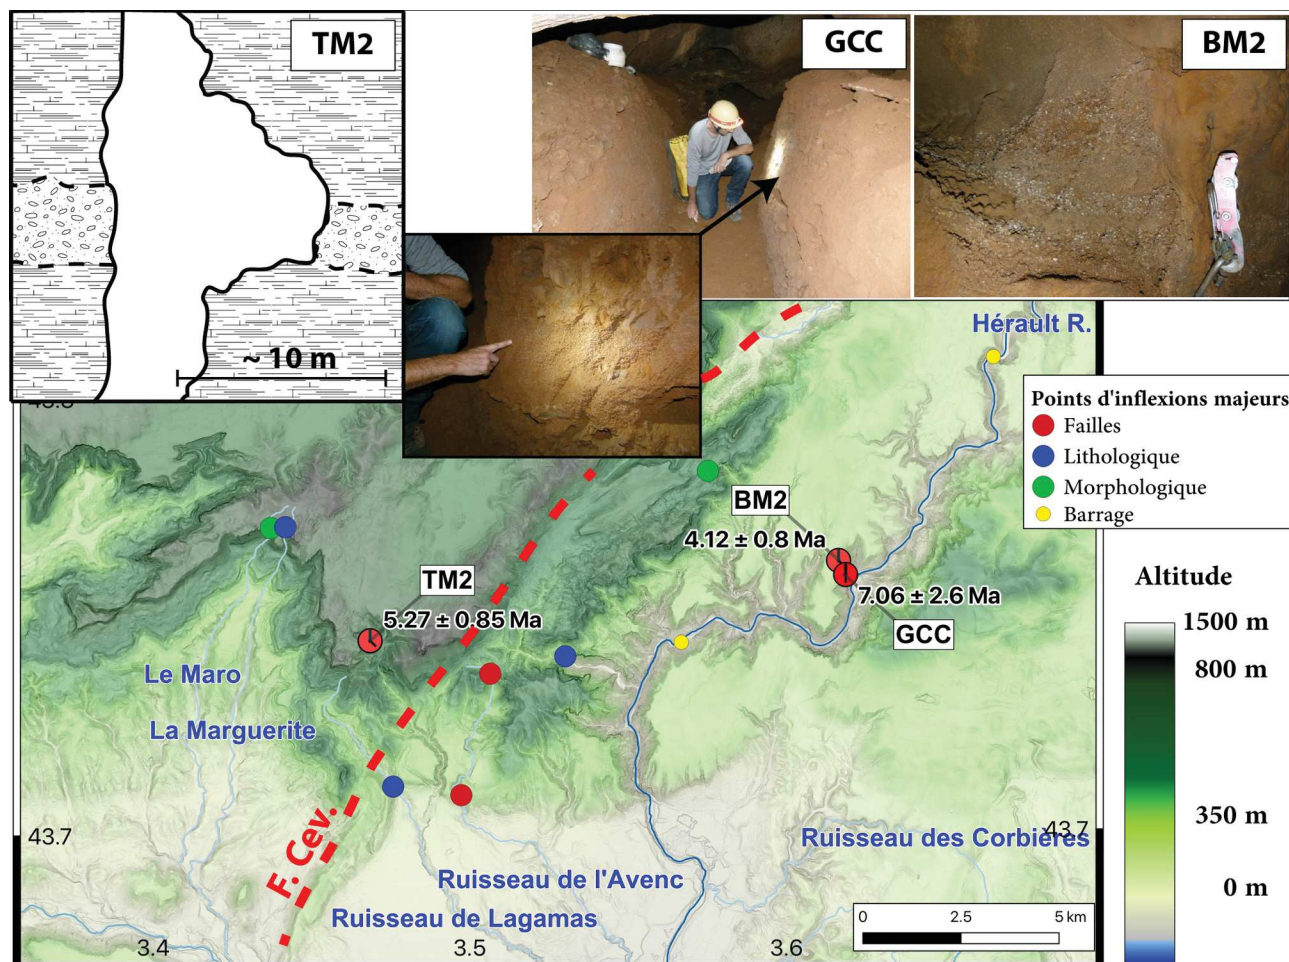 TM2
~ 10 m
GCC
BM2
Hérault R.
Points d'inflexions majeurs
Failles
Lithologique
Morphologique
Barrage
BM2
4.12 ± 0.8 Ma
7.06 ± 2.6 Ma
GCC
TM2
5.27 ± 0.85 Ma
Le Maro
La Marguerite
F. Cev.
Ruisseau de l'Avenc
Ruisseau de Lagamas
Ruisseau des Corbières
43.7
43.7
3.4
3.5
3.6
0
2.5
5 km
Altitude
1500 m
800 m
350 m
0 m